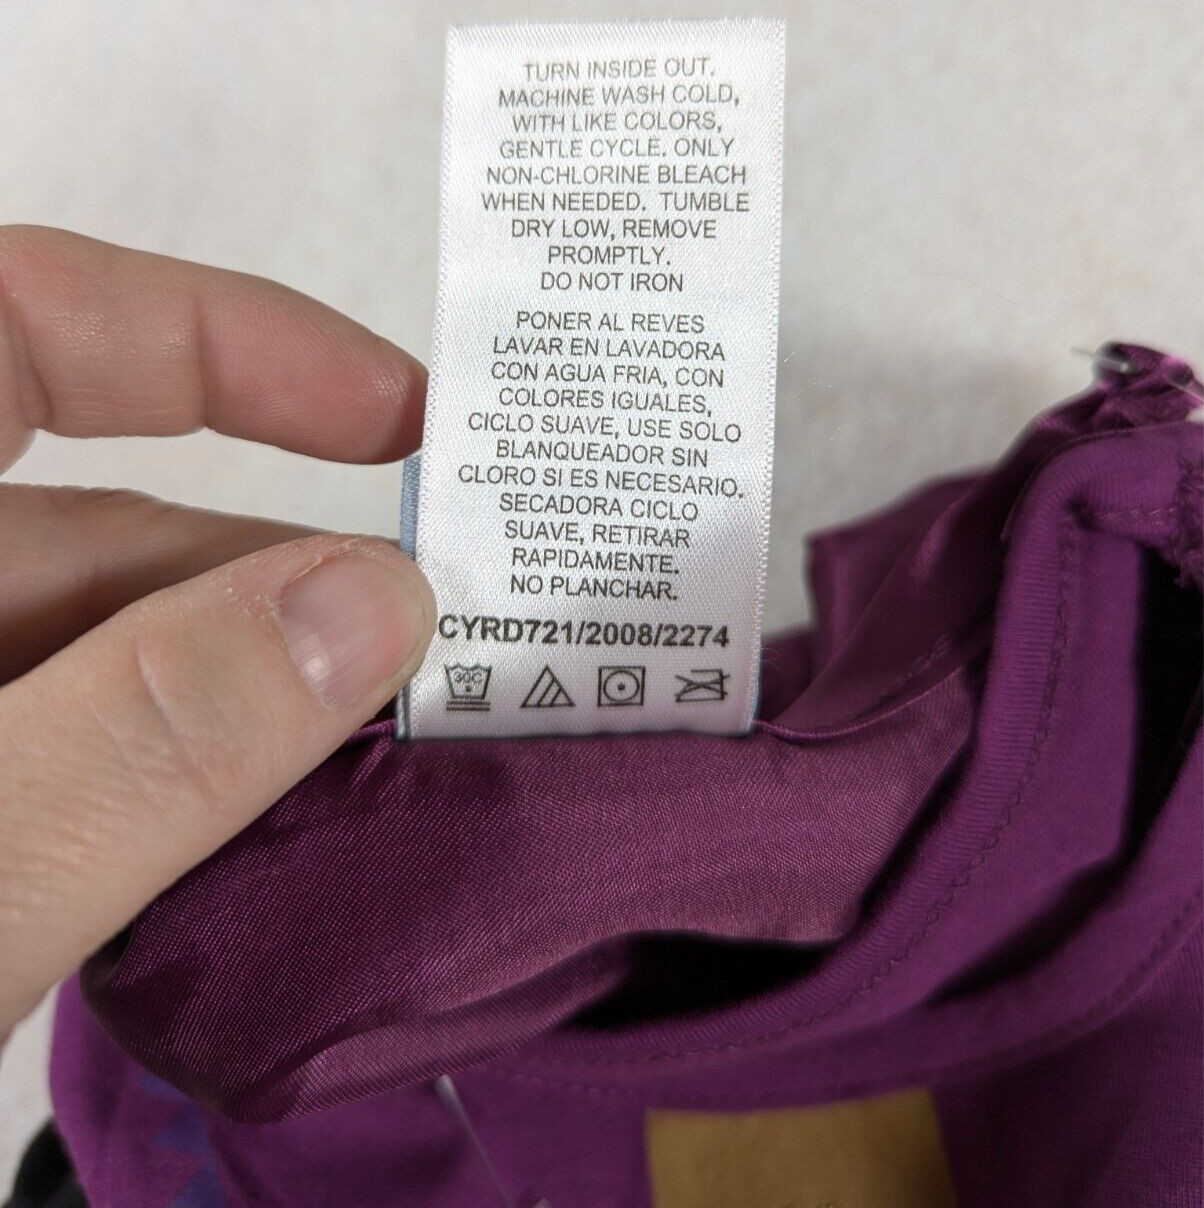 TURN INSIDE OUT.
MACHINE WASH COLD,
WITH LIKE COLORS,
GENTLE CYCLE. ONLY
NON-CHLORINE BLEACH
WHEN NEEDED. TUMBLE
DRY LOW, REMOVE
PROMPTLY.
DO NOT IRON
PONER AL REVES
LAVAR EN LAVADORA
CON AGUA FRIA, CON
COLORES IGUALES,
CICLO SUAVE, USE SOLO
BLANQUEADOR SIN
CLORO SI ES NECESARIO.
SECADORA CICLO
SUAVE, RETIRAR
RAPIDAMENTE.
NO PLANCHAR.
CYRD721/2008/2274
30C